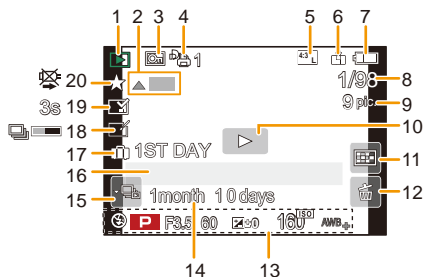 1 2 3 4 5 6 7
1
4:3 L
20 1/98 8
3s 19 9 pic 9
18 10
17 1ST DAY
16 11
15 1month 10days 12
P F3.5 60 ±0 160 ISO AWB
14 13